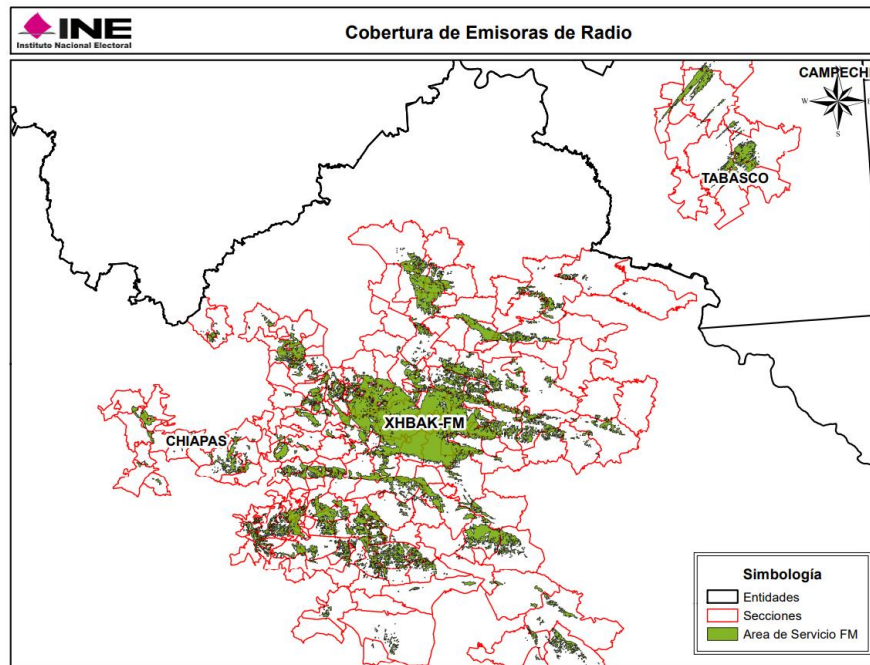 INE
Instituto Nacional Electoral
Cobertura de Emisoras de Radio
CAMPECH
N
W
E
S
TABASCO
XHBAK-FM
CHIAPAS
Simbología
Entidades
Secciones
Area de Servicio FM